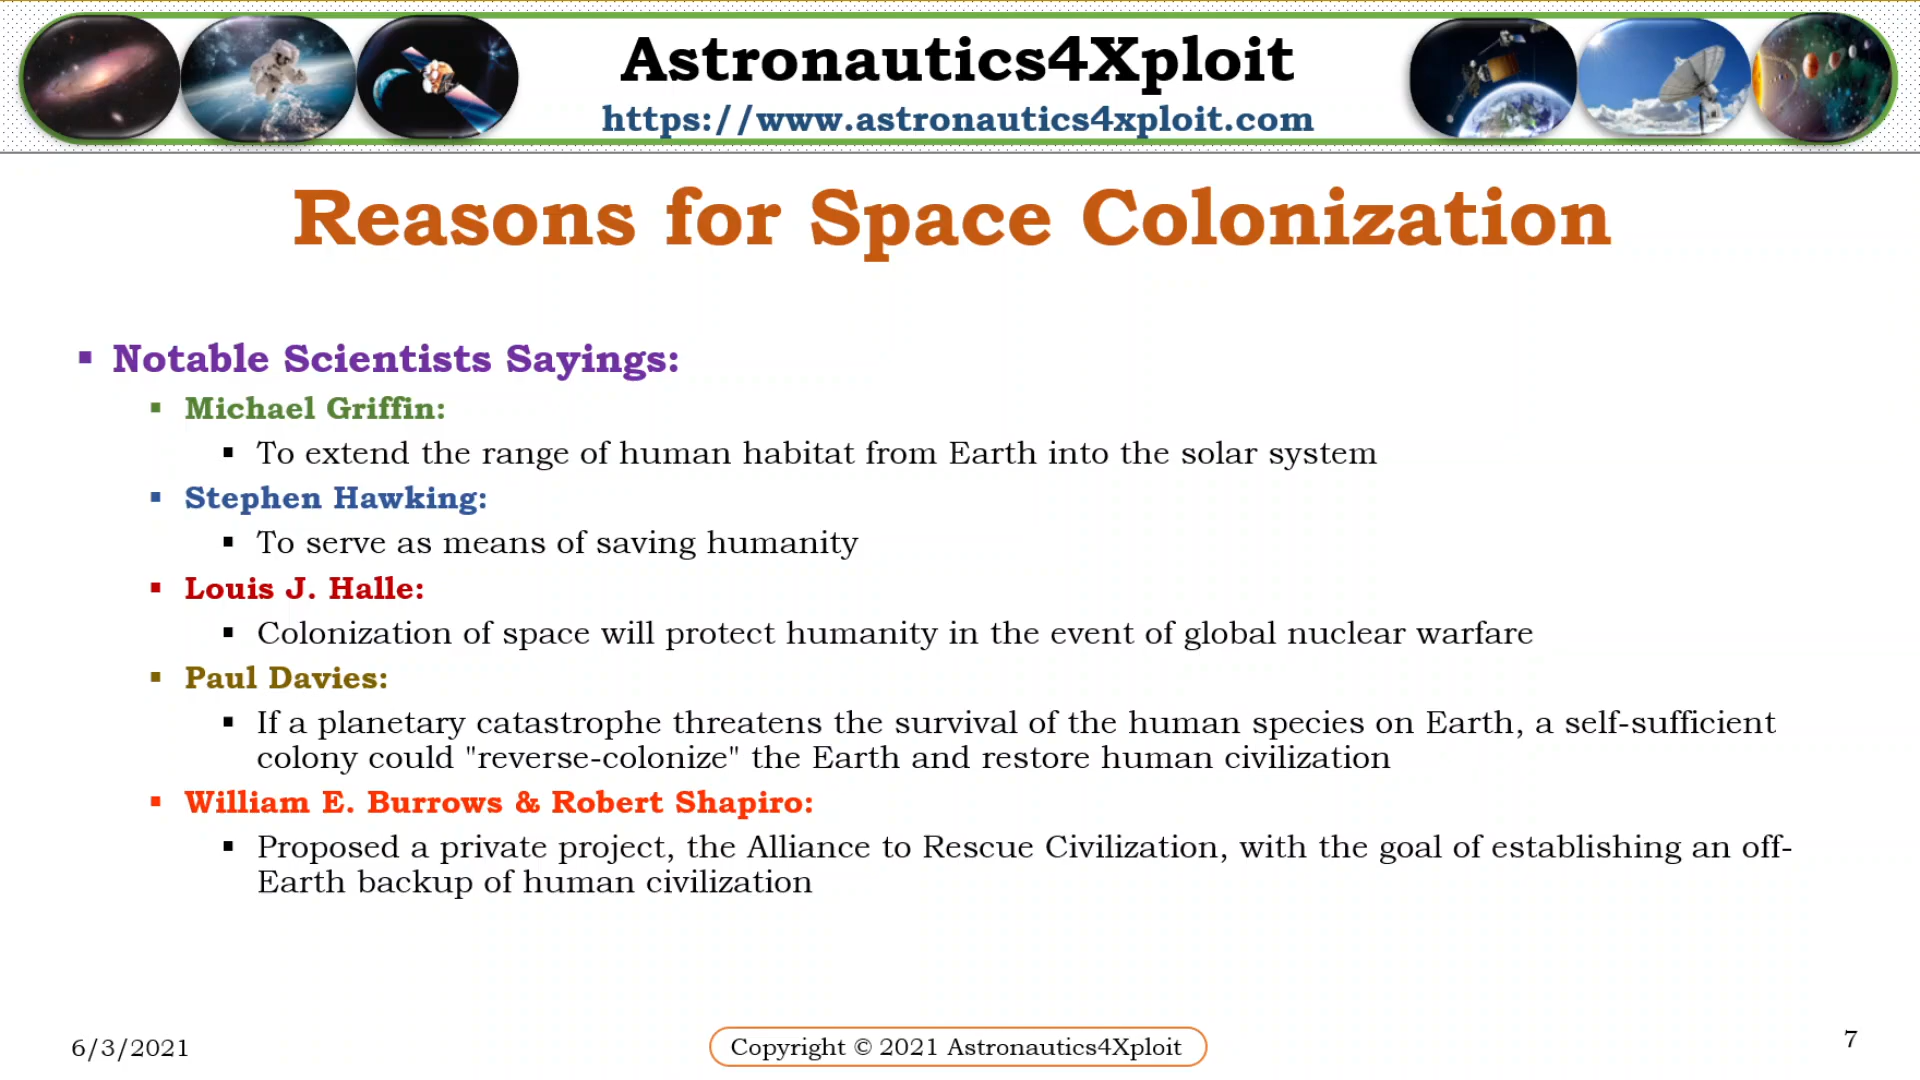 Astronautics4Xploit
https://www.astronautics4xploit.com
Reasons for Space Colonization
▪ Notable Scientists Sayings:
▪ Michael Griffin:
▪ To extend the range of human habitat from Earth into the solar system
▪ Stephen Hawking:
▪ To serve as means of saving humanity
▪ Louis J. Halle:
▪ Colonization of space will protect humanity in the event of global nuclear warfare
▪ Paul Davies:
▪ If a planetary catastrophe threatens the survival of the human species on Earth, a self-sufficient
colony could "reverse-colonize" the Earth and restore human civilization
▪ William E. Burrows & Robert Shapiro:
▪ Proposed a private project, the Alliance to Rescue Civilization, with the goal of establishing an off-
Earth backup of human civilization
6/3/2021
Copyright © 2021 Astronautics4Xploit
7